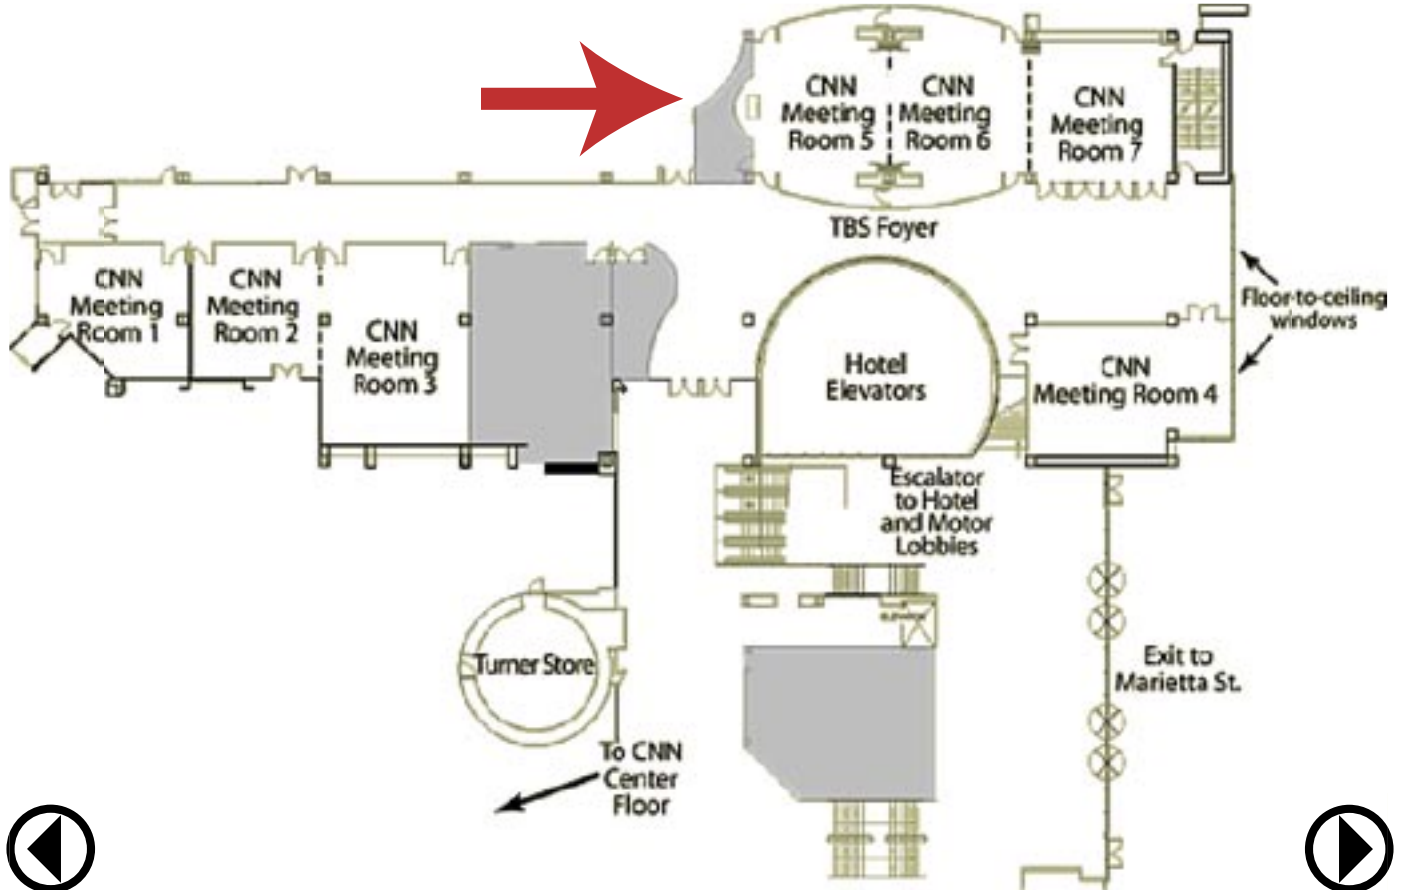 CNN
Meeting
Room 5
CNN
Meeting
Room 6
CNN
Meeting
Room 7
TBS Foyer
CNN
Meeting
Room 1
CNN
Meeting
Room 2
CNN
Meeting
Room 3
Hotel
Elevators
CNN
Meeting Room 4
Floor-to-ceiling
windows
Escalator
to Hotel
and Motor
Lobbies
Turner Store
Exit to
Marietta St.
To CNN
Center
Floor